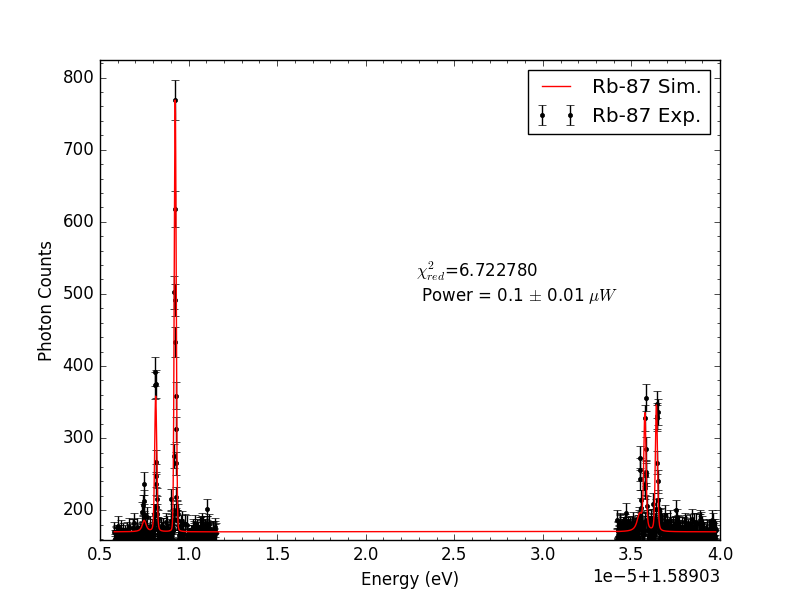 800
700
600
500
400
300
200
Photon Counts
Rb-87 Sim.
Rb-87 Exp.
χ²_red=6.722780
Power = 0.1 ± 0.01 μW
0.5 1.0 1.5 2.0 2.5 3.0 3.5 4.0
1e-5+1.58903
Energy (eV)